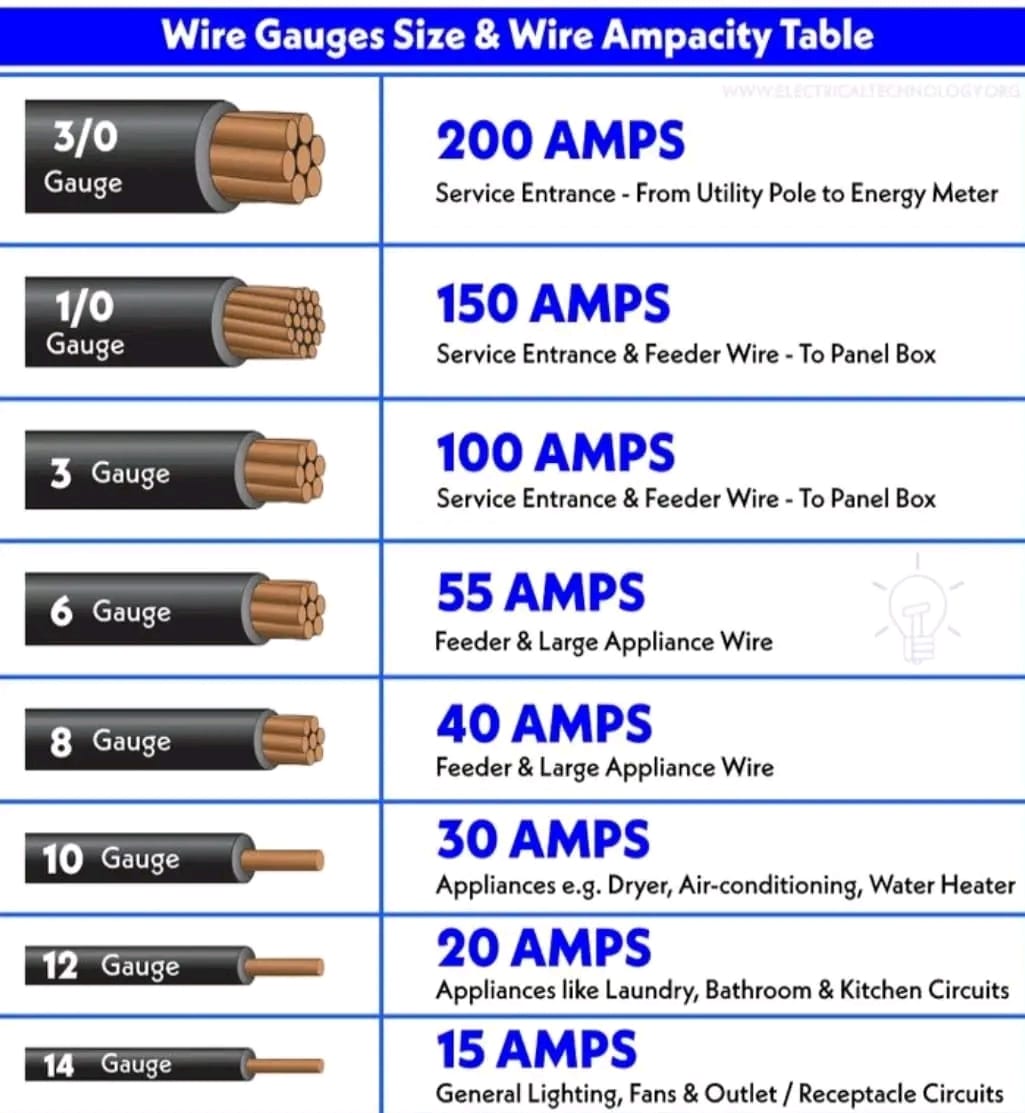 Wire Gauges Size & Wire Ampacity Table
WWW.ELECTRICALTECHNOLOGY.ORG
3/0
Gauge
200 AMPS
Service Entrance - From Utility Pole to Energy Meter
1/0
Gauge
150 AMPS
Service Entrance & Feeder Wire - To Panel Box
3 Gauge
100 AMPS
Service Entrance & Feeder Wire - To Panel Box
6 Gauge
55 AMPS
Feeder & Large Appliance Wire
8 Gauge
40 AMPS
Feeder & Large Appliance Wire
10 Gauge
30 AMPS
Appliances e.g. Dryer, Air-conditioning, Water Heater
12 Gauge
20 AMPS
Appliances like Laundry, Bathroom & Kitchen Circuits
14 Gauge
15 AMPS
General Lighting, Fans & Outlet / Receptacle Circuits